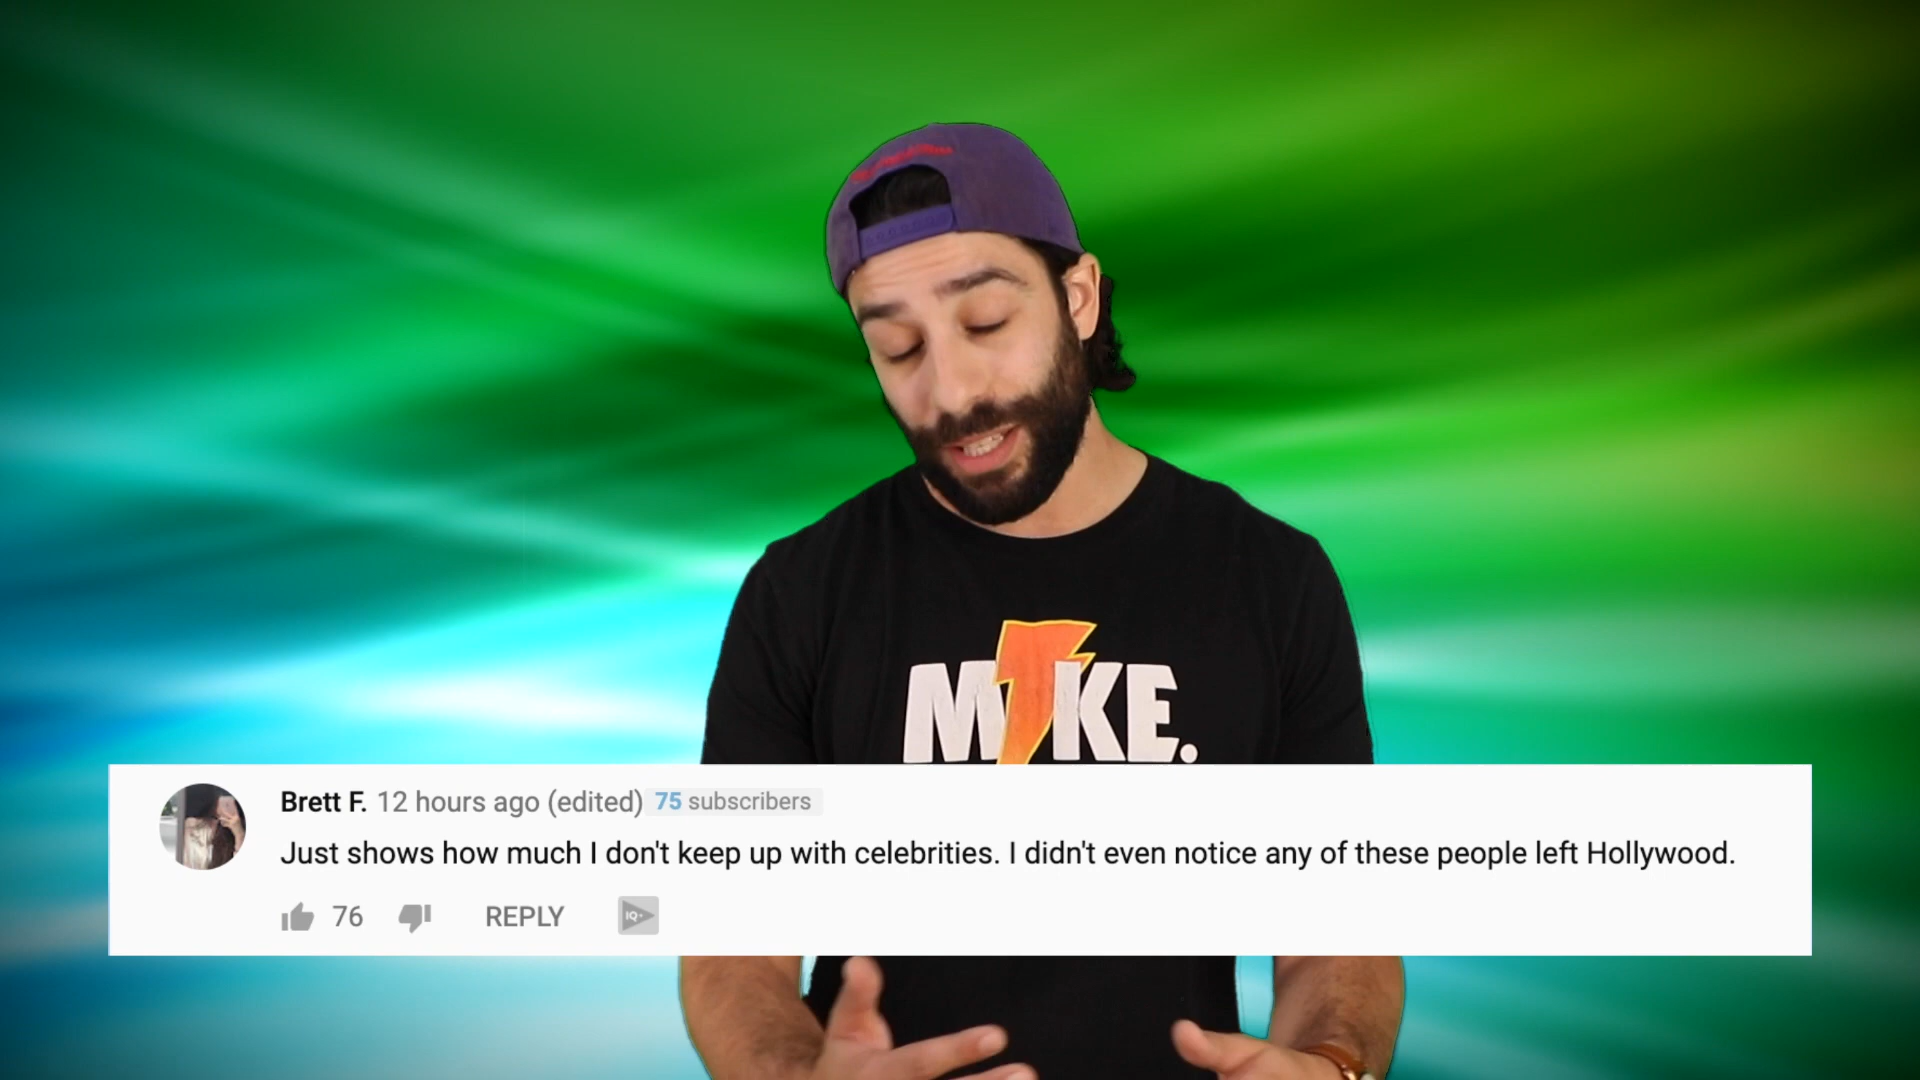 MIKE.
Brett F. 12 hours ago (edited) 75 subscribers
Just shows how much I don't keep up with celebrities. I didn't even notice any of these people left Hollywood.
76 REPLY
IQ